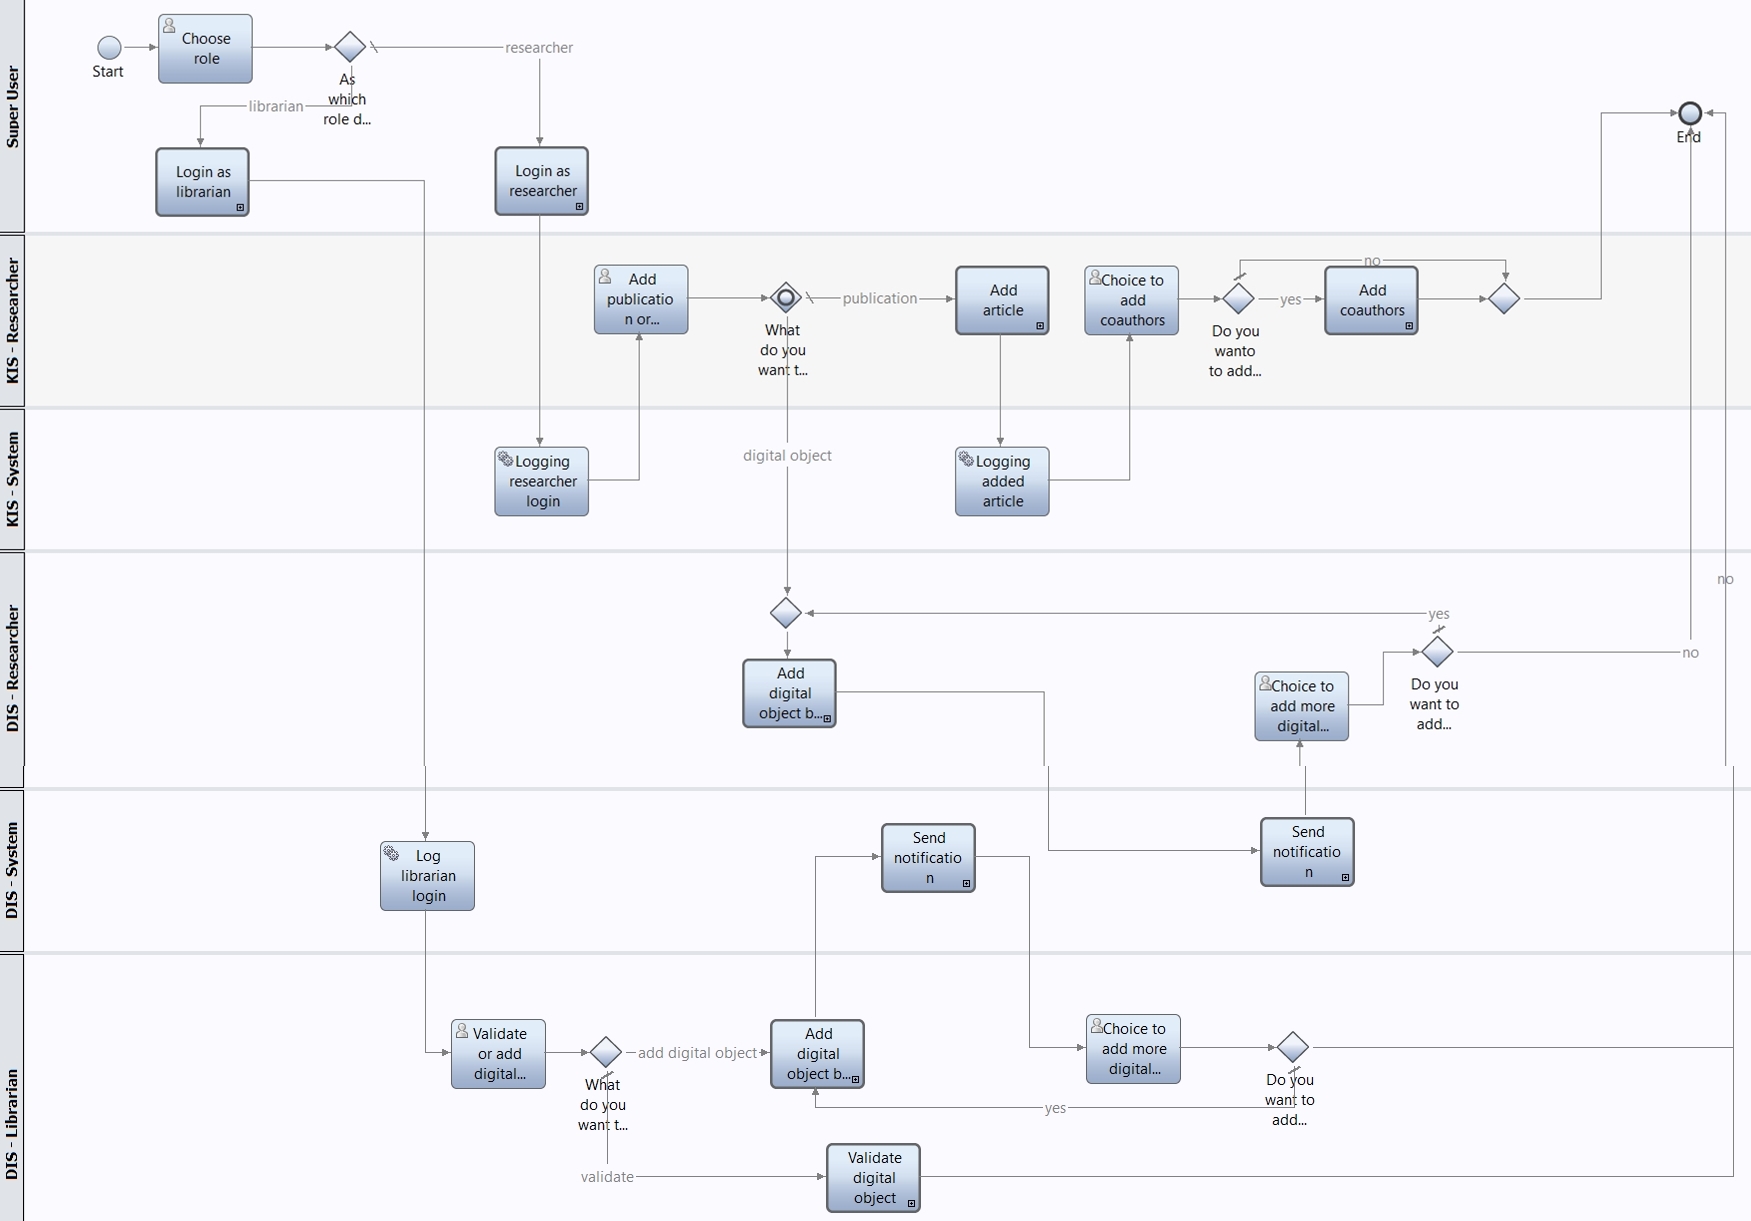 Super User
Start
Choose
role
As
which
role d...
researcher
librarian
Login as
librarian
Login as
researcher
End
KIS - Researcher
Add
publicatio
n or...
What
do you
want t...
publication
Add
article
Choice to
add
coauthors
Do you
wanto
to add...
no
yes
Add
coauthors
KIS - System
Logging
researcher
login
digital object
Logging
added
article
DIS - Researcher
Add
digital
object b...
yes
Choice to
add more
digital...
Do you
want to
add...
no
no
DIS - System
Log
librarian
login
Send
notificatio
n
Send
notificatio
n
DIS - Librarian
Validate
or add
digital...
What
do you
want t...
add digital object
Add
digital
object b...
Choice to
add more
digital...
Do you
want to
add...
yes
validate
Validate
digital
object